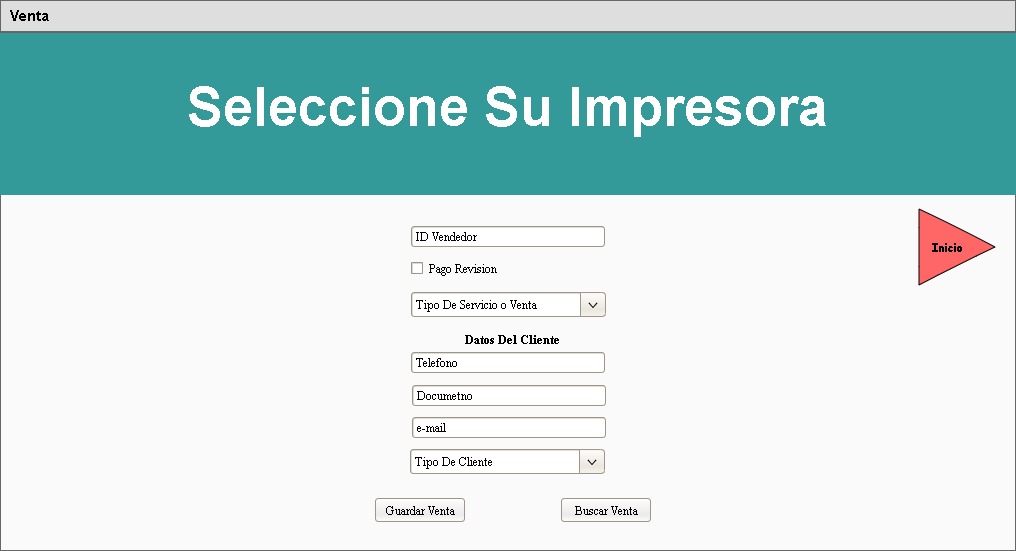 Venta
Seleccione Su Impresora
ID Vendedor
Inicio
Pago Revision
Tipo De Servicio o Venta
Datos Del Cliente
Telefono
Documetno
e-mail
Tipo De Cliente
Guardar Venta
Buscar Venta